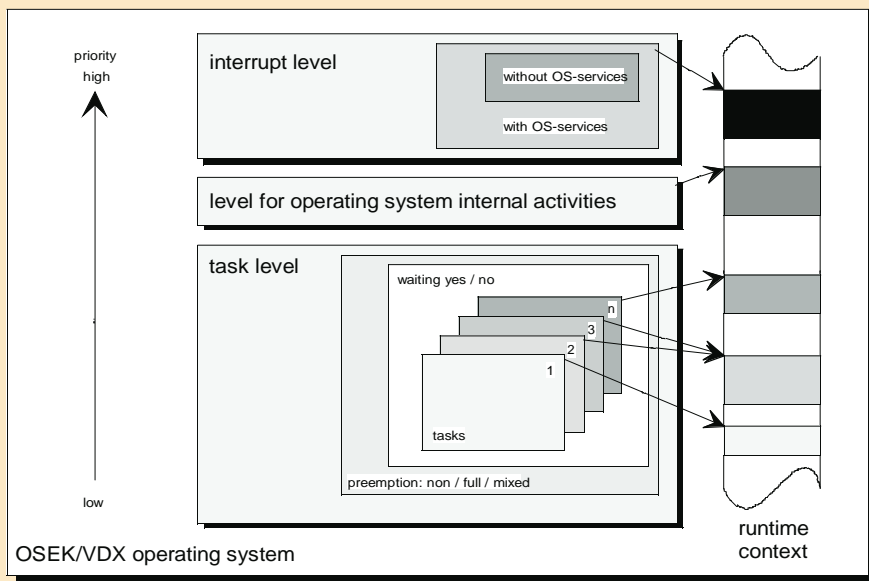 priority
high
interrupt level
without OS-services
with OS-services
level for operating system internal activities
task level
waiting yes / no
n
3
2
1
tasks
preemption: non / full / mixed
low
runtime
context
OSEK/VDX operating system